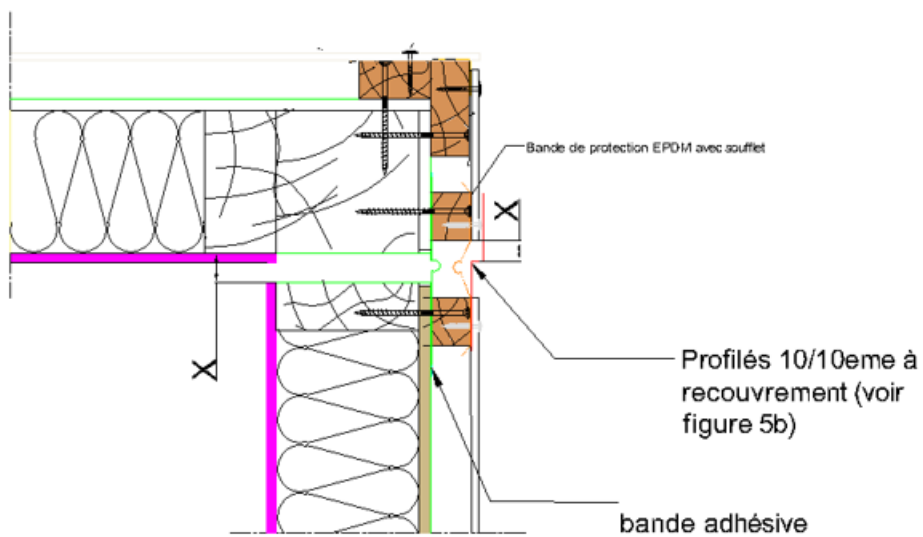 Bande de protection EPDM avec soufflet
X
X
Profilés 10/10eme à
recouvrement (voir
figure 5b)
bande adhésive